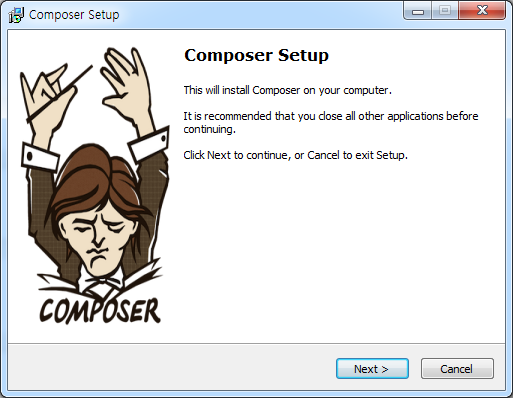 Composer Setup
Composer Setup
This will install Composer on your computer.
It is recommended that you close all other applications before
continuing.
Click Next to continue, or Cancel to exit Setup.
COMPOSER
Next >
Cancel